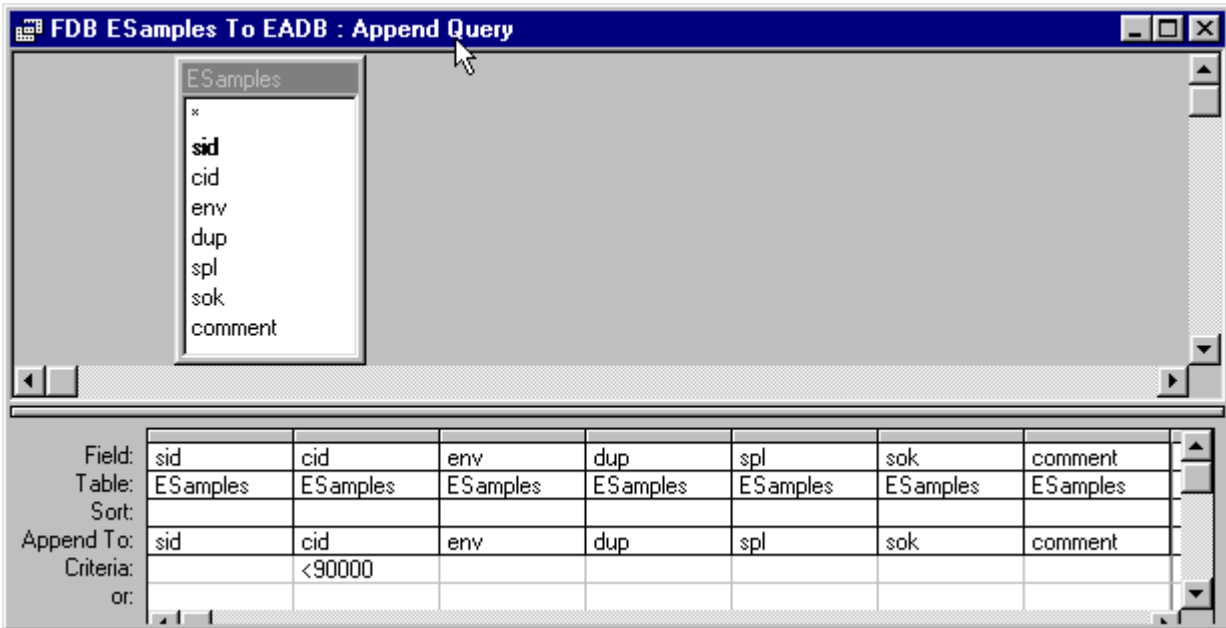 FDB ESamples To EADB : Append Query
ESamples
*
sid
cid
env
dup
spl
sok
comment
Field: sid cid env dup spl sok comment
Table: ESamples ESamples ESamples ESamples ESamples ESamples ESamples
Sort:
Append To: sid cid env dup spl sok comment
Criteria: <90000
or: